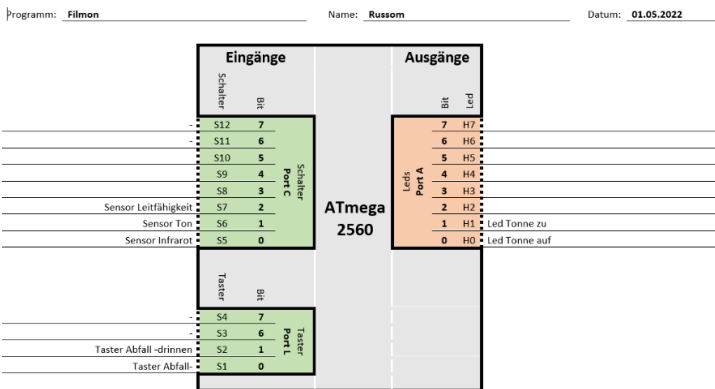 Programm: Filmon Name: Russom Datum: 01.05.2022
Eingänge Ausgänge
Schalter Bit Bit Led
- S12 7 7 H7
- S11 6 6 H6
S10 5 5 H5
S9 4 4 H4
S8 3 3 H3
Sensor Leitfähigkeit S7 2 2 H2
Sensor Ton S6 1 1 H1 Led Tonne zu
Sensor Infrarot S5 0 0 H0 Led Tonne auf
Schalter
Port C
ATmega
2560
Leds
Port A
Taster Bit
- S4 7
- S3 6
Taster Abfall -drinnen S2 1
Taster Abfall- S1 0
Taster
Port L